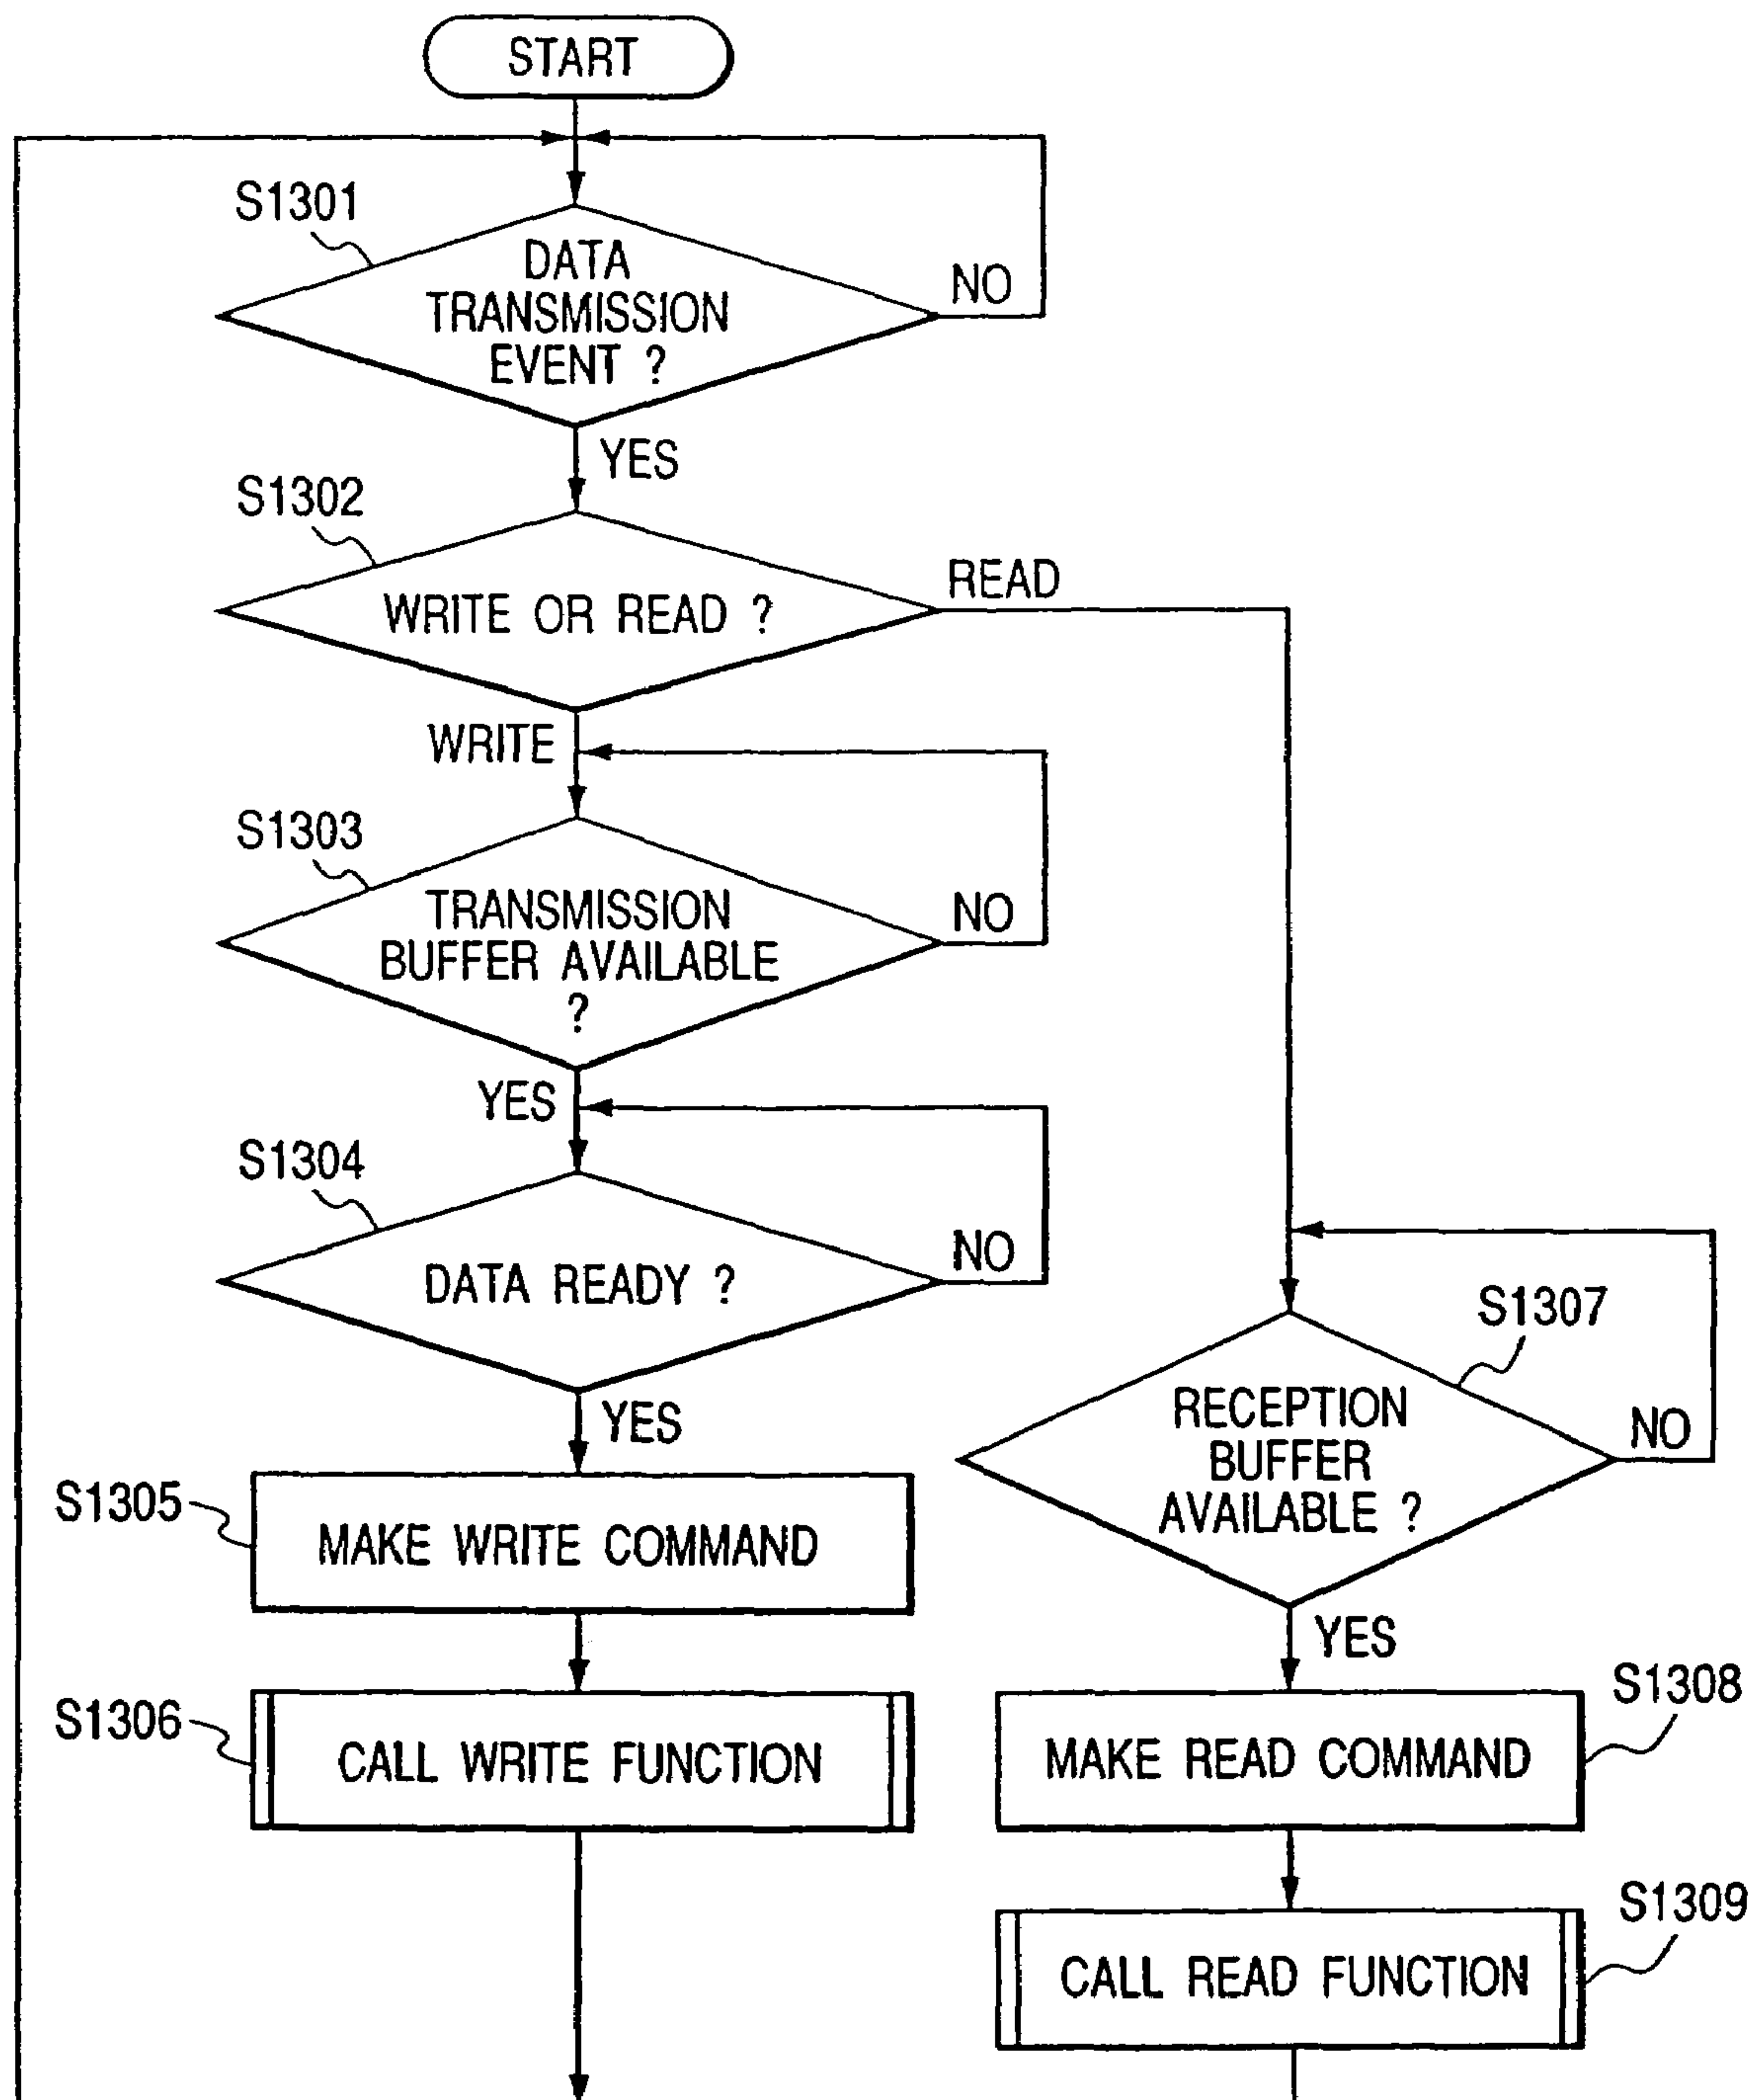 START
S1301
DATA
TRANSMISSION
EVENT ?
NO
YES
S1302
WRITE OR READ ?
READ
WRITE
S1303
TRANSMISSION
BUFFER AVAILABLE
?
NO
YES
S1304
DATA READY ?
NO
YES
S1305
MAKE WRITE COMMAND
S1306
CALL WRITE FUNCTION
S1307
RECEPTION
BUFFER
AVAILABLE ?
NO
YES
S1308
MAKE READ COMMAND
S1309
CALL READ FUNCTION